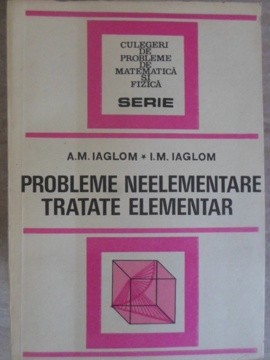 CULEGERI
DE
PROBLEME
DE
MATEMATICĂ
ȘI
FIZICĂ
SERIE
A.M. IAGLOM * I.M. IAGLOM
PROBLEME NEELEMENTARE
TRATATE ELEMENTAR